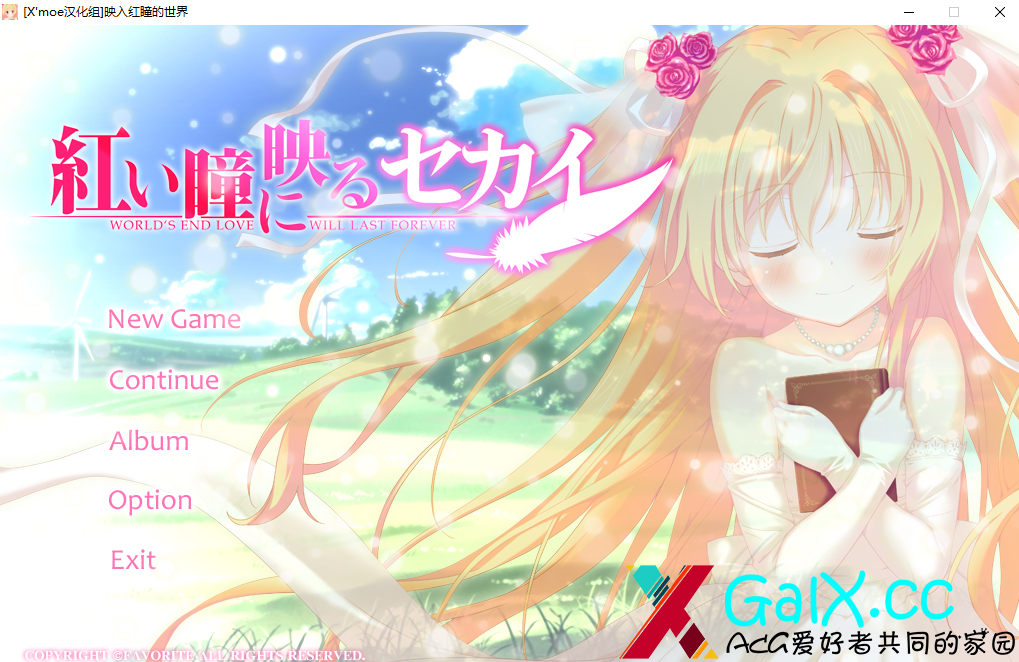 [X'moe汉化组]映入红瞳的世界
紅い瞳に映るセカイ
WORLD'S END LOVE WILL LAST FOREVER
New Game
Continue
Album
Option
Exit
GalX.cc
ACG爱好者共同的家园
COPYRIGHT ©FAVORITE ALL RIGHTS RESERVED.